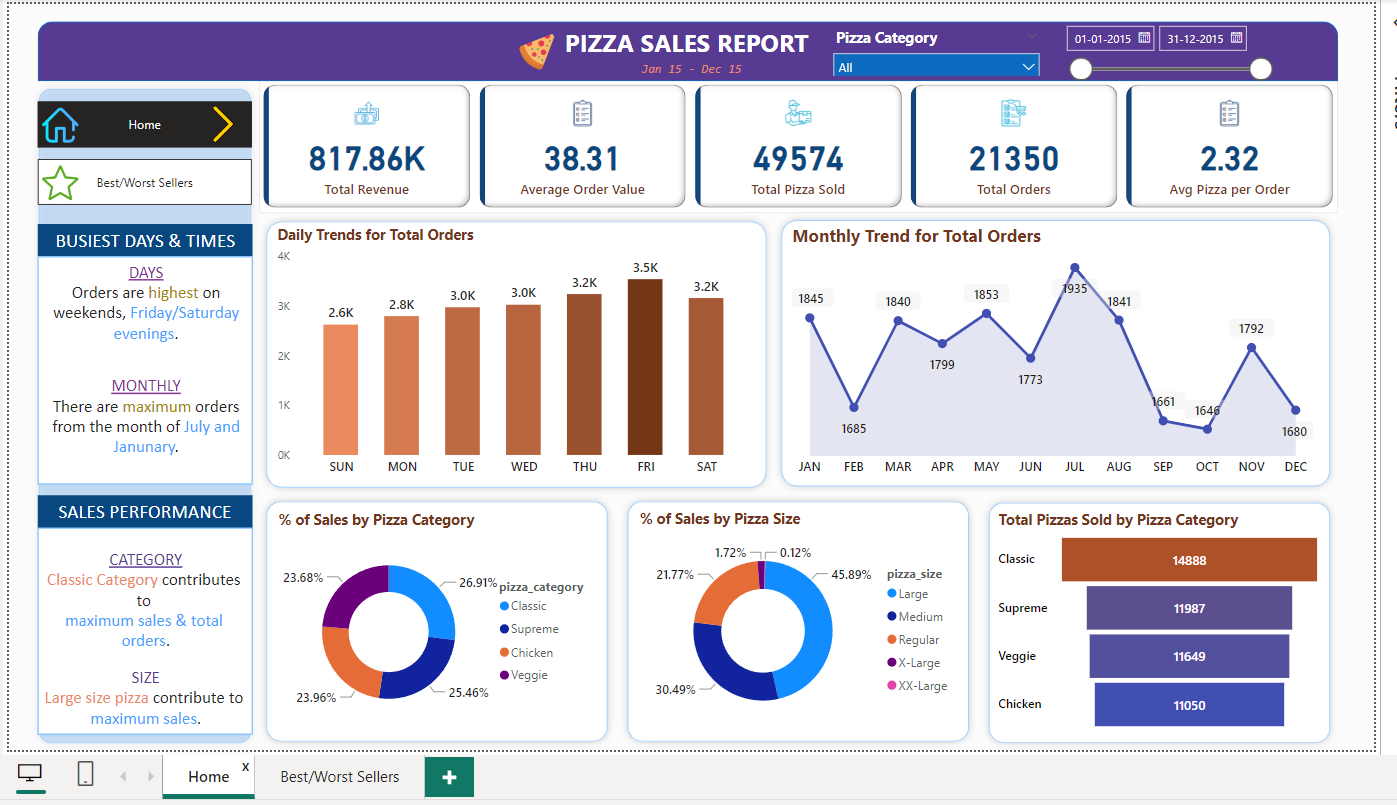 PIZZA SALES REPORT
Jan 15 - Dec 15
Pizza Category
All
01-01-2015
31-12-2015
Home
Best/Worst Sellers
BUSIEST DAYS & TIMES
DAYS
Orders are highest on
weekends, Friday/Saturday
evenings.
MONTHLY
There are maximum orders
from the month of July and
Janunary.
SALES PERFORMANCE
CATEGORY
Classic Category contributes
to
maximum sales & total
orders.
SIZE
Large size pizza contribute to
maximum sales.
817.86K
Total Revenue
38.31
Average Order Value
49574
Total Pizza Sold
21350
Total Orders
2.32
Avg Pizza per Order
Daily Trends for Total Orders
4K
3K
2K
1K
0K
2.6K
2.8K
3.0K
3.0K
3.2K
3.5K
3.2K
SUN MON TUE WED THU FRI SAT
Monthly Trend for Total Orders
1845
1685
1840
1799
1853
1773
1935
1841
1661
1646
1792
1680
JAN FEB MAR APR MAY JUN JUL AUG SEP OCT NOV DEC
% of Sales by Pizza Category
23.68%
26.91%
23.96%
25.46%
pizza_category
Classic
Supreme
Chicken
Veggie
% of Sales by Pizza Size
1.72%
0.12%
21.77%
45.89%
30.49%
pizza_size
Large
Medium
Regular
X-Large
XX-Large
Total Pizzas Sold by Pizza Category
Classic 14888
Supreme 11987
Veggie 11649
Chicken 11050
Home x
Best/Worst Sellers
+